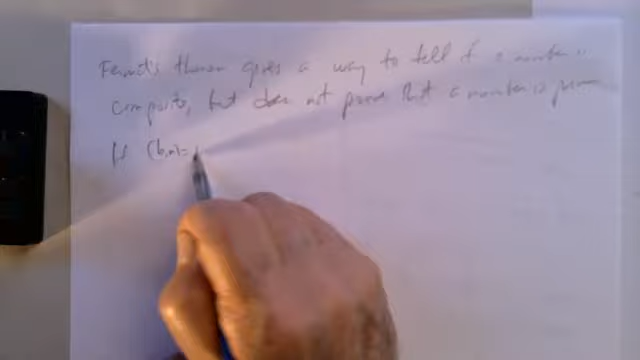 Fermat's theorem gives a way to tell if a number is
composite, but does not prove that a number is prime
If (b,n)=